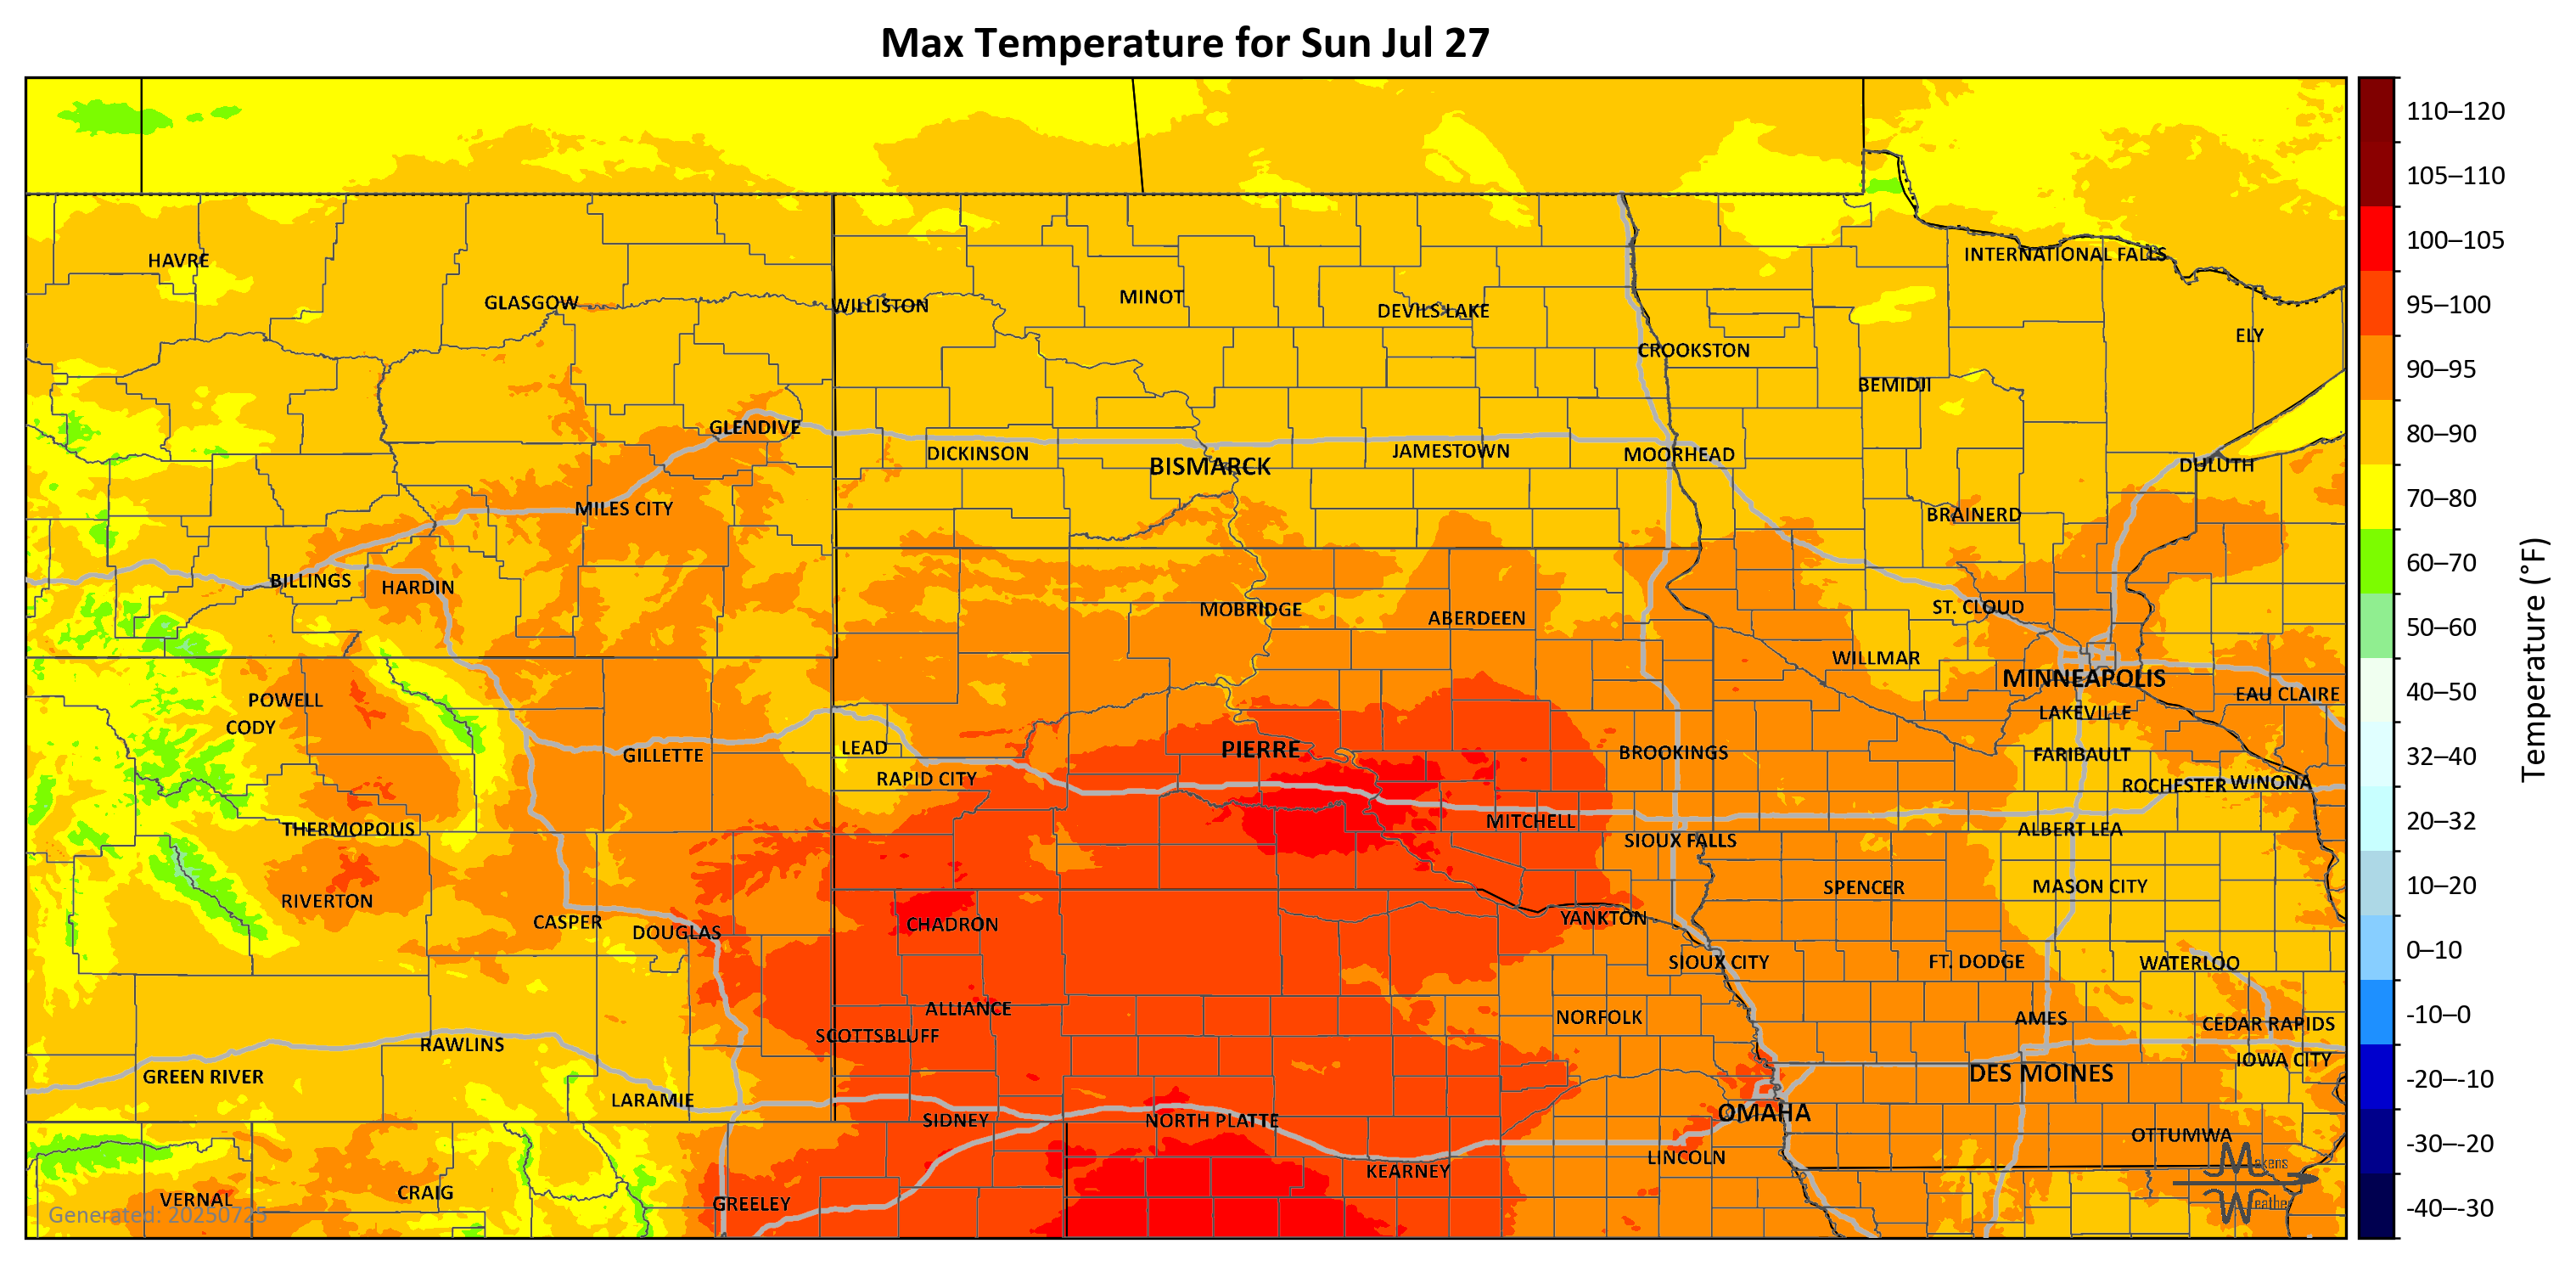 Max Temperature for Sun Jul 27
110–120
105–110
100–105
95–100
90–95
80–90
70–80
60–70
50–60
40–50
32–40
20–32
10–20
0–10
-10–0
-20–-10
-30–-20
-40–-30
Temperature (°F)
HAVRE
INTERNATIONAL FALLS
GLASGOW
WILLISTON
MINOT
DEVILS LAKE
ELY
CROOKSTON
BEMIDJI
GLENDIVE
DICKINSON
BISMARCK
JAMESTOWN
MOORHEAD
DULUTH
MILES CITY
BRAINERD
BILLINGS
HARDIN
MOBRIDGE
ABERDEEN
ST. CLOUD
WILLMAR
MINNEAPOLIS
POWELL
EAU CLAIRE
CODY
LAKEVILLE
GILLETTE
LEAD
PIERRE
BROOKINGS
FARIBAULT
RAPID CITY
ROCHESTER
WINONA
THERMOPOLIS
MITCHELL
SIOUX FALLS
ALBERT LEA
RIVERTON
SPENCER
MASON CITY
CASPER
DOUGLAS
CHADRON
YANKTON
SIOUX CITY
FT. DODGE
WATERLOO
ALLIANCE
NORFOLK
AMES
CEDAR RAPIDS
SCOTTSBLUFF
RAWLINS
IOWA CITY
GREEN RIVER
DES MOINES
LARAMIE
SIDNEY
NORTH PLATTE
OMAHA
OTTUMWA
LINCOLN
KEARNEY
VERNAL
CRAIG
GREELEY
Makens
Weather
Generated: 20250725